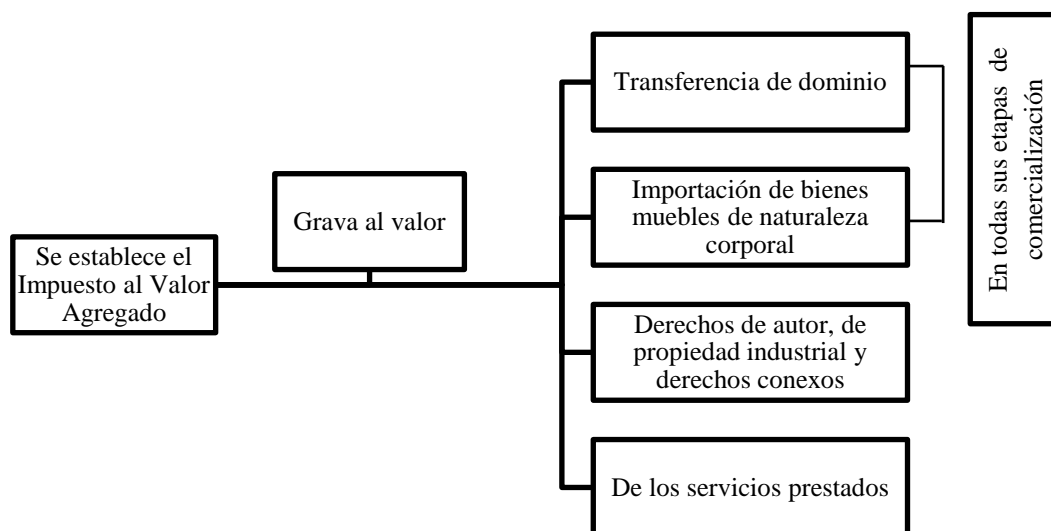 Se establece el
Impuesto al Valor
Agregado
Grava al valor
Transferencia de dominio
Importación de bienes
muebles de naturaleza
corporal
Derechos de autor, de
propiedad industrial y
derechos conexos
De los servicios prestados
En todas sus etapas de
comercialización